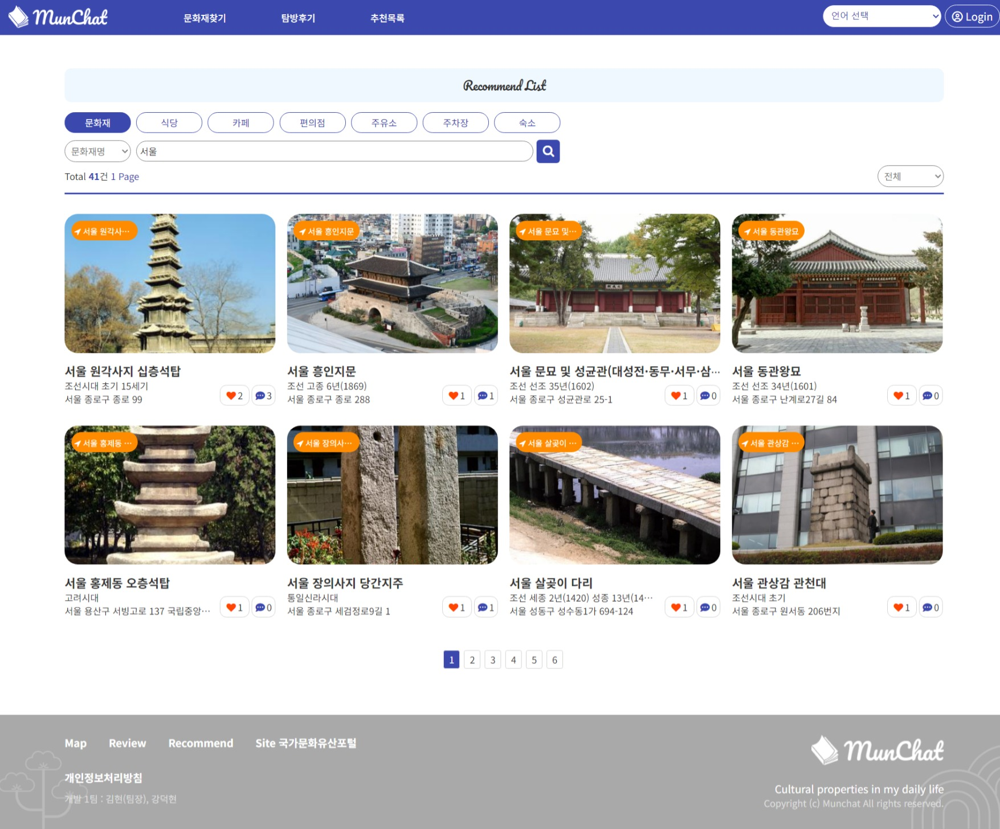 MunChat
문화재찾기
탐방후기
추천목록
언어 선택
Login
Recommend List
문화재
식당
카페
편의점
주유소
주차장
숙소
문화재명
서울
Total 41건 1 Page
전체
서울 원각사…
서울 흥인지문
서울 문묘 및…
서울 동관왕묘
서울 원각사지 십층석탑
조선시대 초기 15세기
서울 종로구 종로 99
2
3
서울 흥인지문
조선 고종 6년(1869)
서울 종로구 종로 288
1
1
서울 문묘 및 성균관(대성전·동무·서무·삼…
조선 선조 35년(1602)
서울 종로구 성균관로 25-1
1
0
서울 동관왕묘
조선 선조 34년(1601)
서울 종로구 난계로27길 84
1
0
서울 홍제동 …
서울 장의사…
서울 살곶이 …
서울 관상감 …
서울 홍제동 오층석탑
고려시대
서울 용산구 서빙고로 137 국립중앙…
1
0
서울 장의사지 당간지주
통일신라시대
서울 종로구 세검정로9길 1
1
1
서울 살곶이 다리
조선 세종 2년(1420) 성종 13년(14…
서울 성동구 성수동1가 694-124
1
0
서울 관상감 관천대
조선시대 초기
서울 종로구 원서동 206번지
1
0
1 2 3 4 5 6
Map
Review
Recommend
Site 국가문화유산포털
MunChat
개인정보처리방침
개발 1팀 : 김현(팀장), 강덕현
Cultural properties in my daily life
Copyright (c) Munchat All rights reserved.